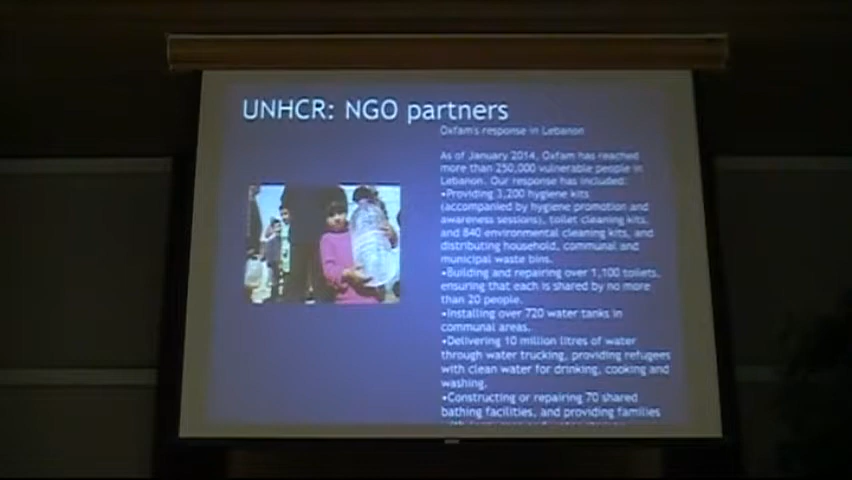 UNHCR: NGO partners
Oxfam's response in Lebanon
As of January 2014, Oxfam has reached
more than 250,000 vulnerable people in
Lebanon. Our response has included:
•Providing 3,200 hygiene kits
(accompanied by hygiene promotion and
awareness sessions), toilet cleaning kits,
and 840 environmental cleaning kits, and
distributing household, communal and
municipal waste bins.
•Building and repairing over 1,100 toilets,
ensuring that each is shared by no more
than 20 people.
•Installing over 720 water tanks in
communal areas.
•Delivering 10 million litres of water
through water trucking, providing refugees
with clean water for drinking, cooking and
washing.
•Constructing or repairing 70 shared
bathing facilities, and providing families